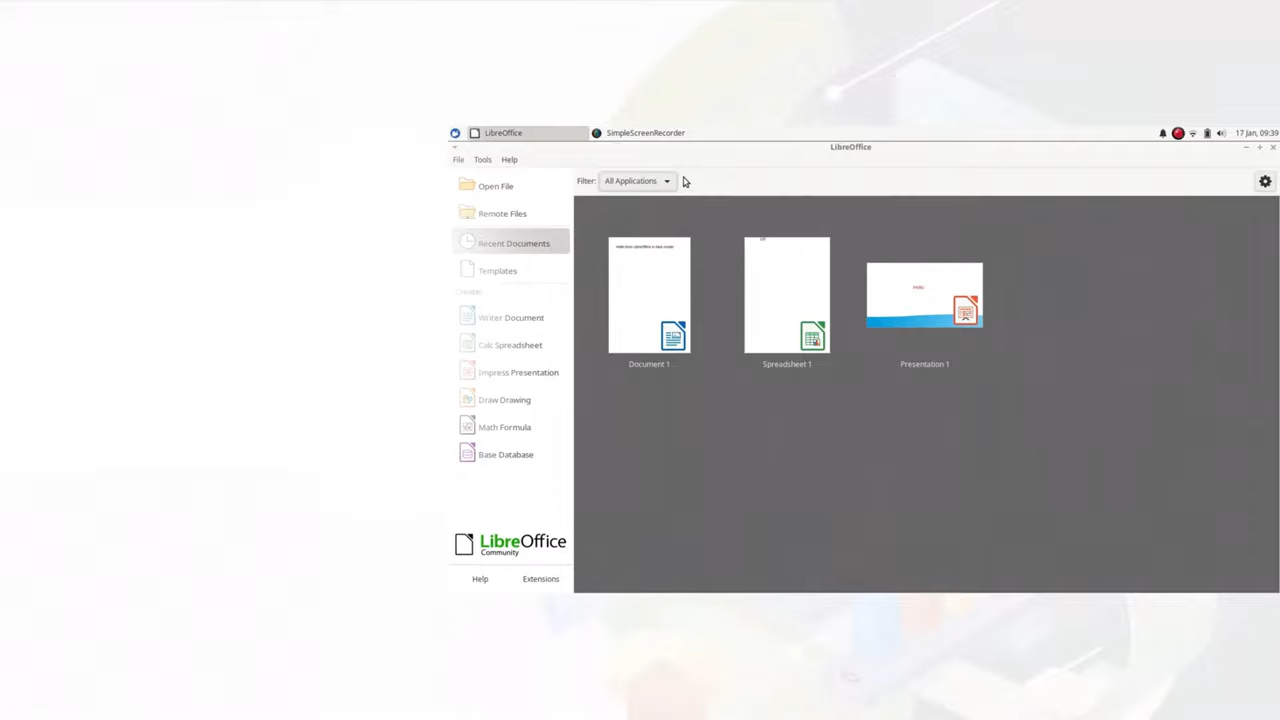 LibreOffice
SimpleScreenRecorder
17 Jan, 09:39
LibreOffice
File Tools Help
Open File
Filter: All Applications
Remote Files
Recent Documents
Templates
Create:
Writer Document
Calc Spreadsheet
Impress Presentation
Draw Drawing
Math Formula
Base Database
Document 1
Spreadsheet 1
Presentation 1
LibreOffice
Community
Help Extensions